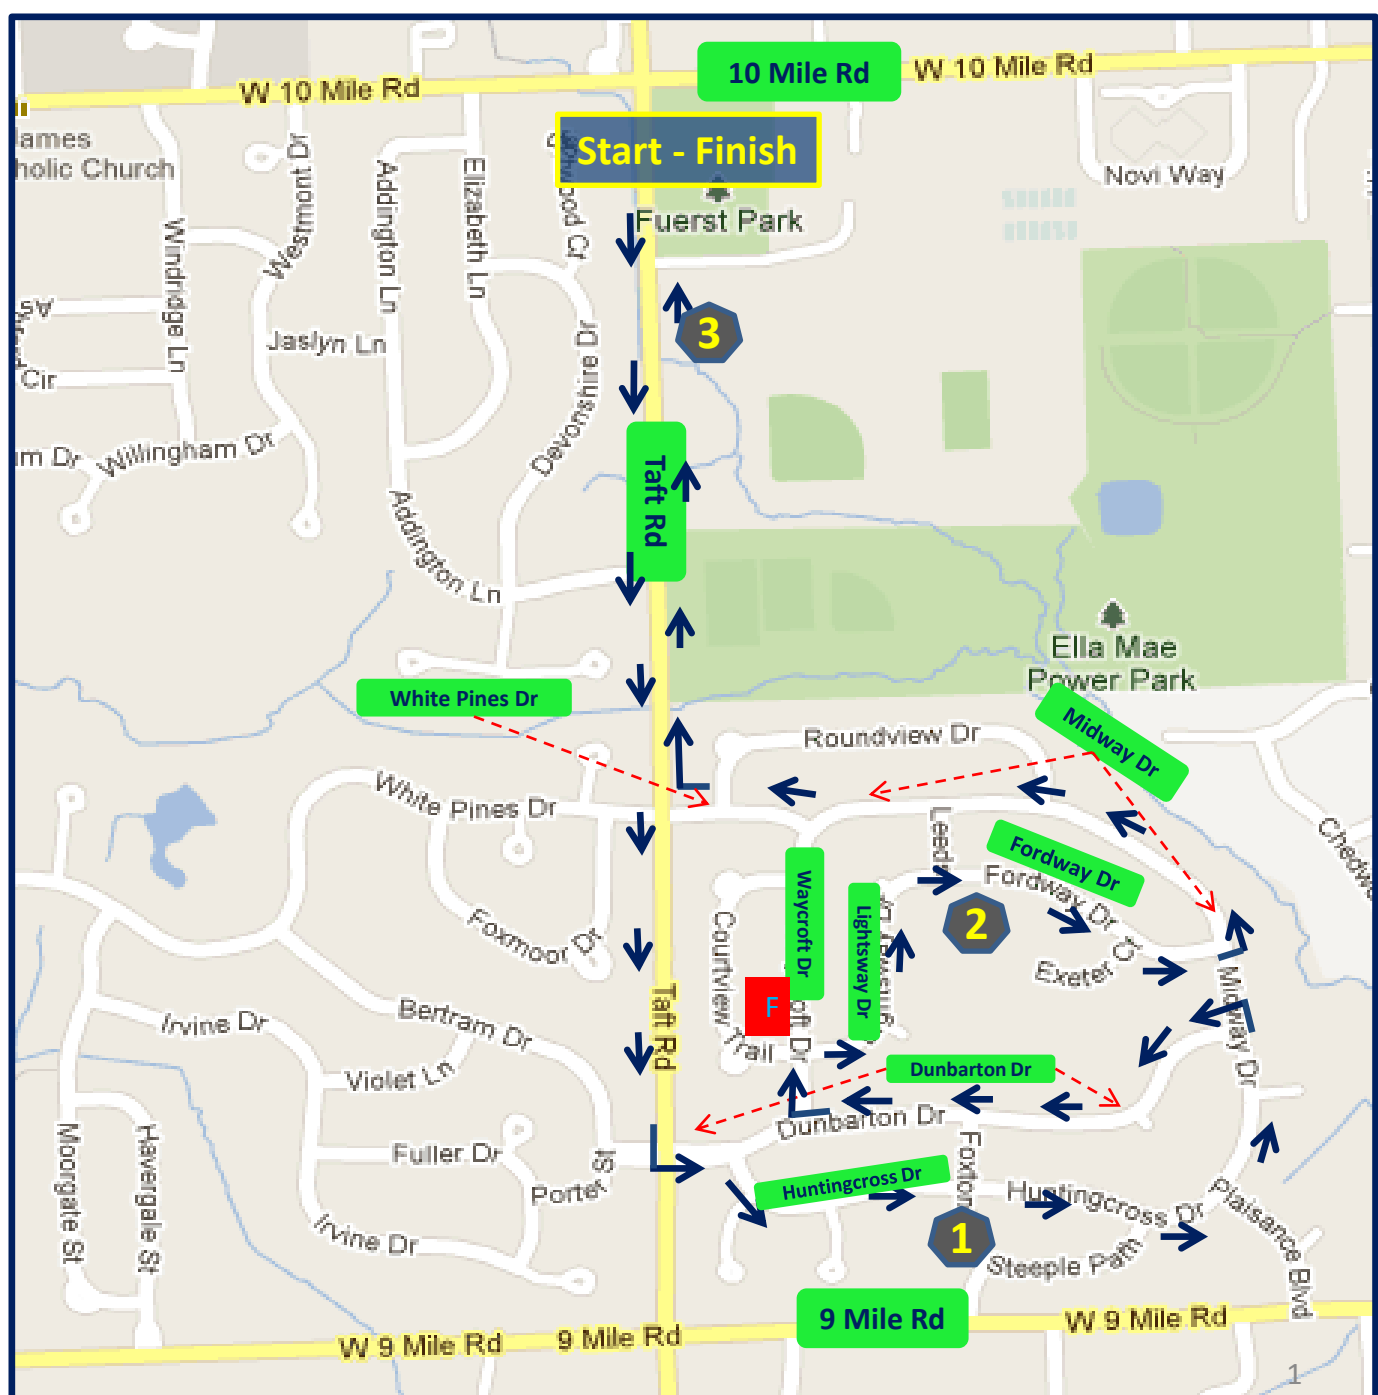 10 Mile Rd
W 10 Mile Rd
W 10 Mile Rd
Start - Finish
James
holic Church
Westmont Dr
Addington Ln
Elizabeth Ln
Novi Way
Fuerst Park
Windridge Ln
Jaslyn Ln
3
Devonshire Dr
Cir
Willingham Dr
m Dr
Taft Rd
Addington Ln
Ella Mae
Power Park
White Pines Dr
Midway Dr
Roundview Dr
White Pines Dr
Leeds
Fordway Dr
Fordway Dr
Waycroft Dr
Lightsway Dr
2
Foxmoor Dr
Courtview
Trail
Exeter Ct
Midway Dr
F
oft Dr
Taft Rd
Irvine Dr
Bertram Dr
Violet Ln
Dunbarton Dr
Dunbarton Dr
Moorgate St
Havergale St
Fuller Dr
Porter St
Foxton
Huntingcross Dr
Huntingcross Dr
Plaisance Blvd
Irvine Dr
1
Steeple Path
9 Mile Rd
W 9 Mile Rd
9 Mile Rd
W 9 Mile Rd
1